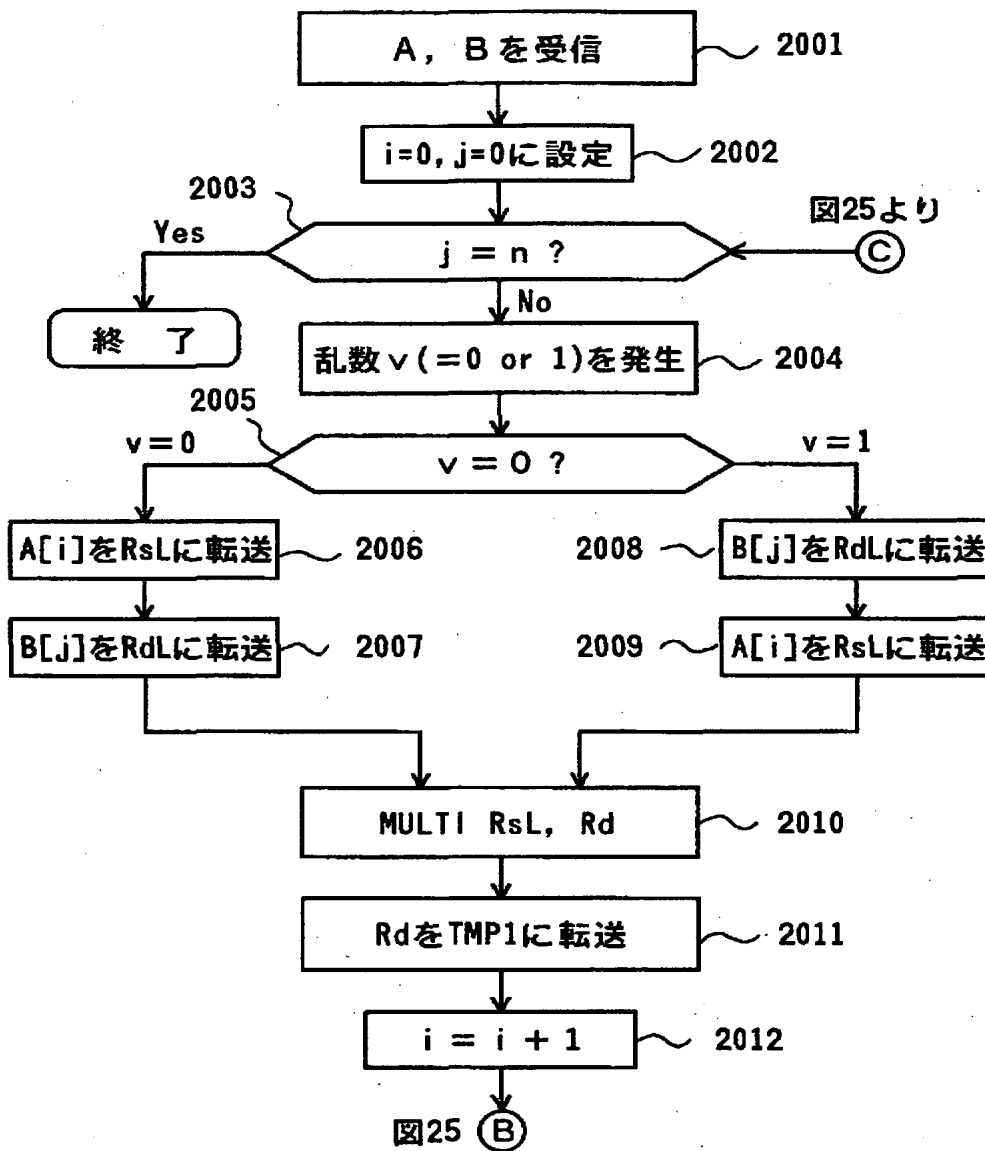 A, Bを受信
2001
i=0, j=0に設定
2002
2003
図25より
Yes
j = n ?
C
No
終 了
乱数v(=0 or 1)を発生
2004
2005
v=0
v=1
v=0 ?
A[i]をRsLに転送
2006
2008
B[j]をRdLに転送
B[j]をRdLに転送
2007
2009
A[i]をRsLに転送
MULTI RsL, Rd
2010
RdをTMP1に転送
2011
i = i + 1
2012
図25
B